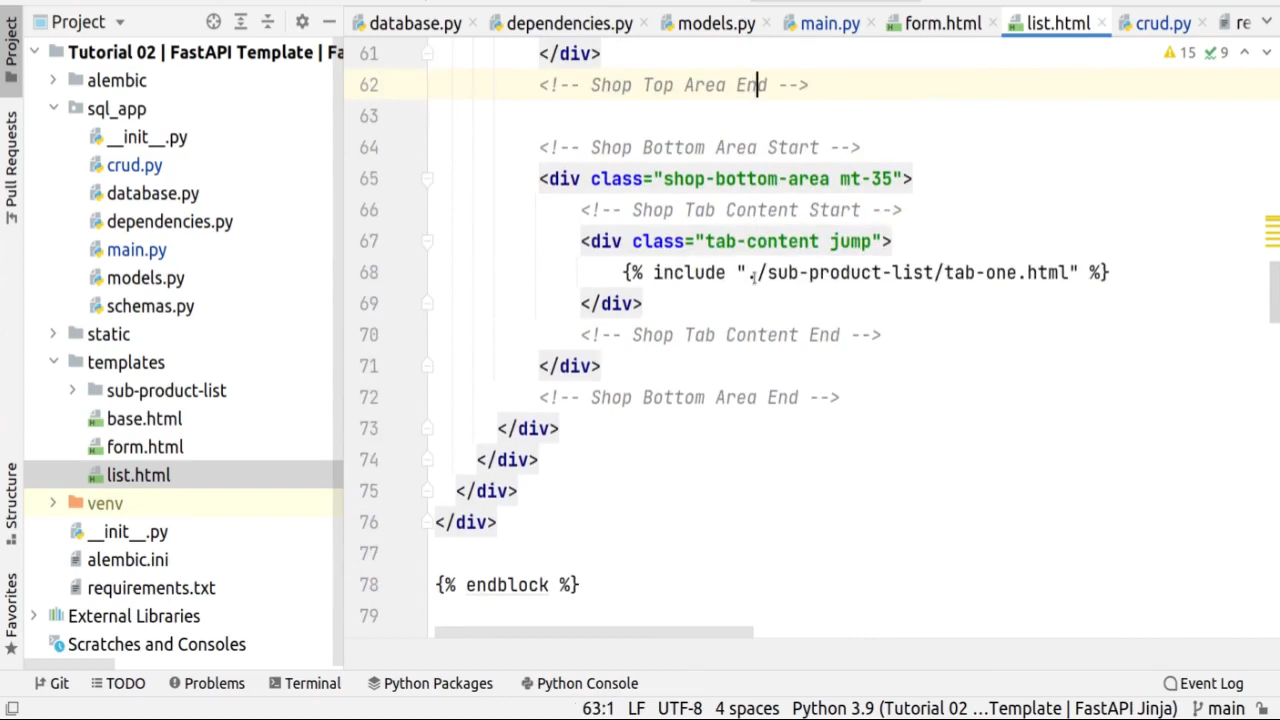 Project
database.py
dependencies.py
models.py
main.py
form.html
list.html
crud.py
re
Project
Pull Requests
Structure
Favorites
Tutorial 02 | FastAPI Template | Fa
alembic
sql_app
__init__.py
crud.py
database.py
dependencies.py
main.py
models.py
schemas.py
static
templates
sub-product-list
base.html
form.html
list.html
venv
__init__.py
alembic.ini
requirements.txt
External Libraries
Scratches and Consoles
15 9
61 </div>
62 <!-- Shop Top Area End -->
63
64 <!-- Shop Bottom Area Start -->
65 <div class="shop-bottom-area mt-35">
66 <!-- Shop Tab Content Start -->
67 <div class="tab-content jump">
68 {% include "./sub-product-list/tab-one.html" %}
69 </div>
70 <!-- Shop Tab Content End -->
71 </div>
72 <!-- Shop Bottom Area End -->
73 </div>
74 </div>
75 </div>
76 </div>
77
78 {% endblock %}
79
Git
TODO
Problems
Terminal
Python Packages
Python Console
Event Log
63:1 LF UTF-8 4 spaces Python 3.9 (Tutorial 02 ...Template | FastAPI Jinja) main